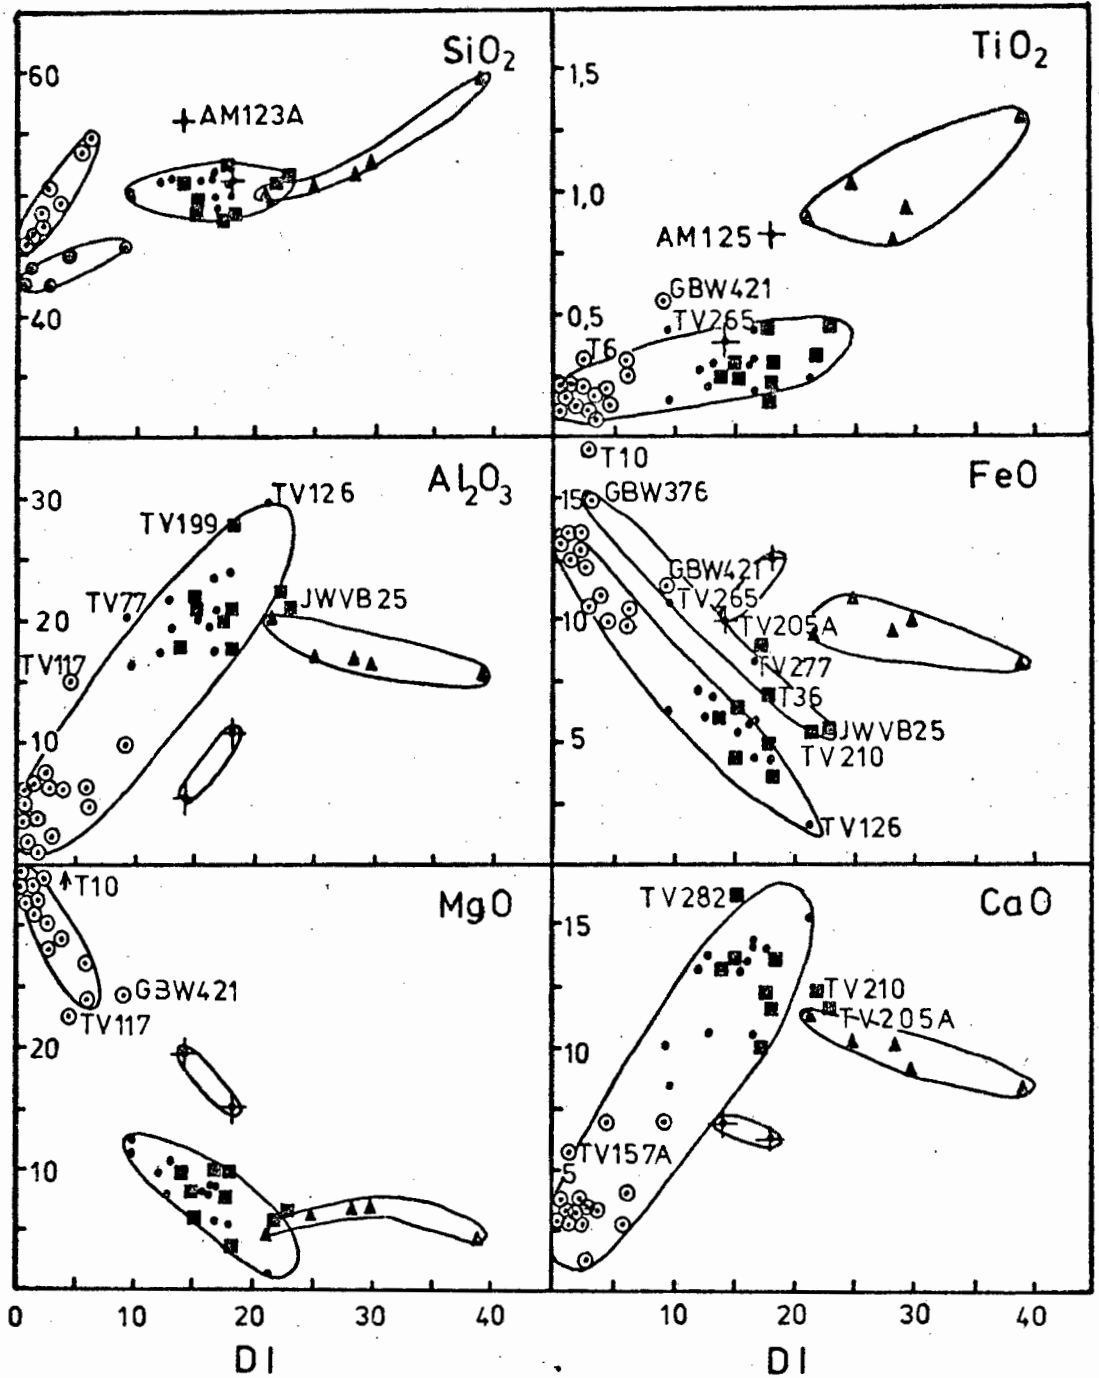 SiO₂
60
AM123A
40
TiO₂
1,5
1,0
AM125
GBW421
0,5
TV265
T6
Al₂O₃
30
TV126
TV199
TV77
20
JWVB25
TV117
10
FeO
T10
15
GBW376
GBW421
TV265
10
TV205A
TV277
T36
JWVB25
5
TV210
TV126
MgO
T10
GBW421
TV117
20
10
CaO
TV282
15
TV210
TV205A
10
TV157A
5
0 10 20 30 40
10 20 30 40
DI
DI